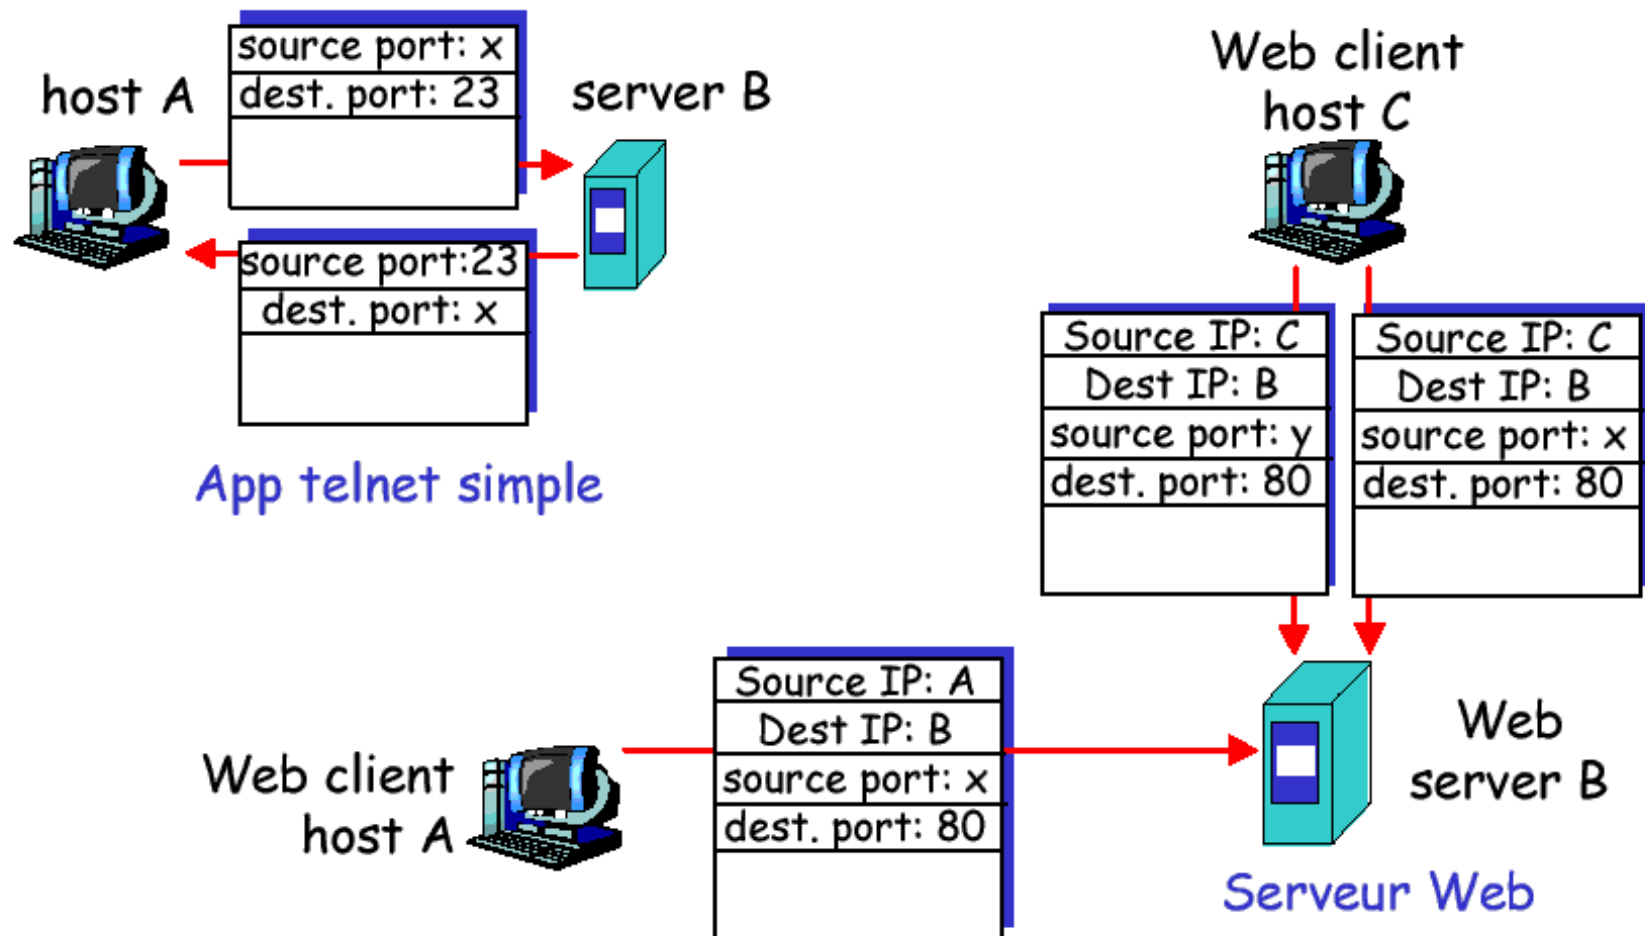 host A
source port: x
dest. port: 23
server B
source port:23
dest. port: x
App telnet simple
Web client
host C
Source IP: C
Dest IP: B
source port: y
dest. port: 80
Source IP: C
Dest IP: B
source port: x
dest. port: 80
Web client
host A
Source IP: A
Dest IP: B
source port: x
dest. port: 80
Web
server B
Serveur Web